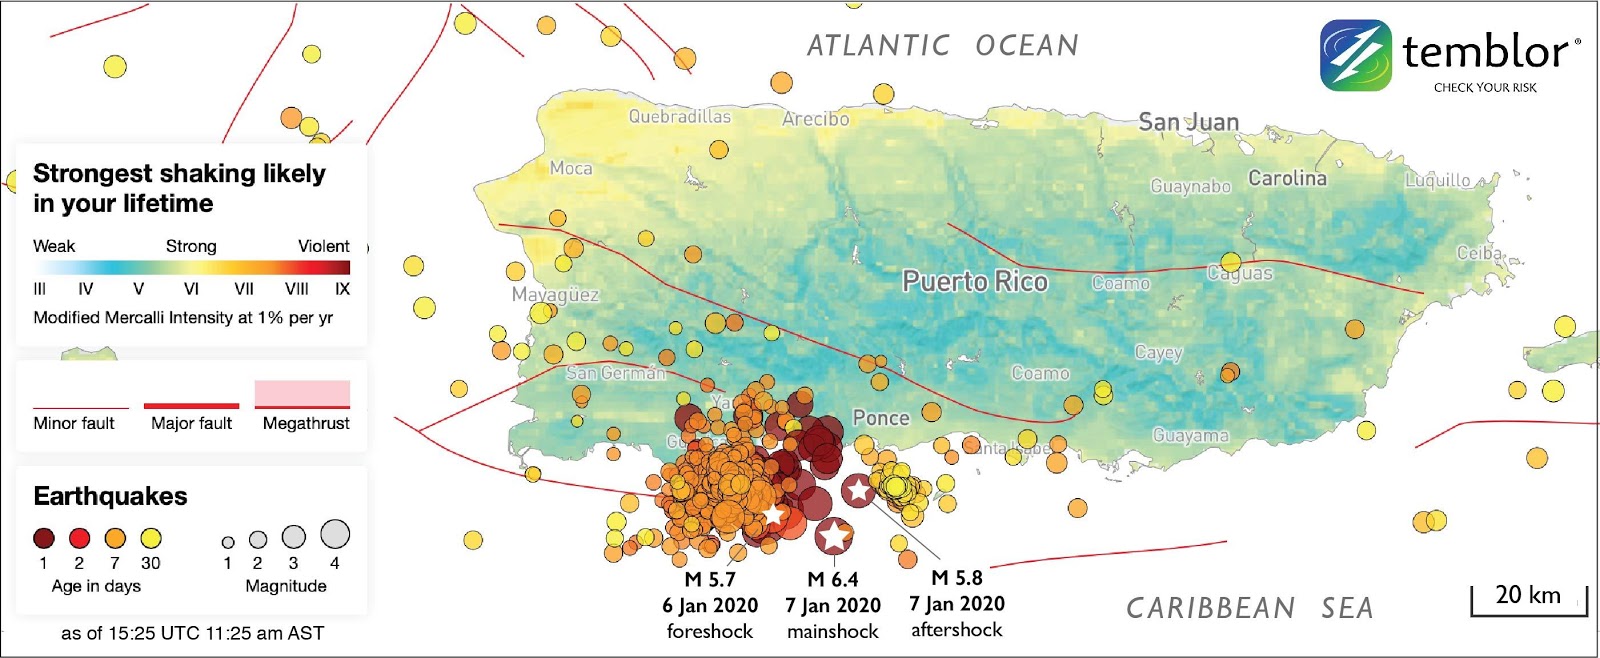 ATLANTIC OCEAN
temblor®
CHECK YOUR RISK
Quebradillas
Arecibo
San Juan
Moca
Guaynabo
Carolina
Luquillo
Strongest shaking likely
in your lifetime
Weak Strong Violent
III IV V VI VII VIII IX
Modified Mercalli Intensity at 1% per yr
Ceiba
Puerto Rico
Coamo
Caguas
Mayagüez
Cayey
San Germán
Coamo
Minor fault Major fault Megathrust
Ponce
Guayama
Earthquakes
1 2 7 30
Age in days
1 2 3 4
Magnitude
M 5.7
6 Jan 2020
foreshock
M 6.4
7 Jan 2020
mainshock
M 5.8
7 Jan 2020
aftershock
CARIBBEAN SEA
20 km
as of 15:25 UTC 11:25 am AST